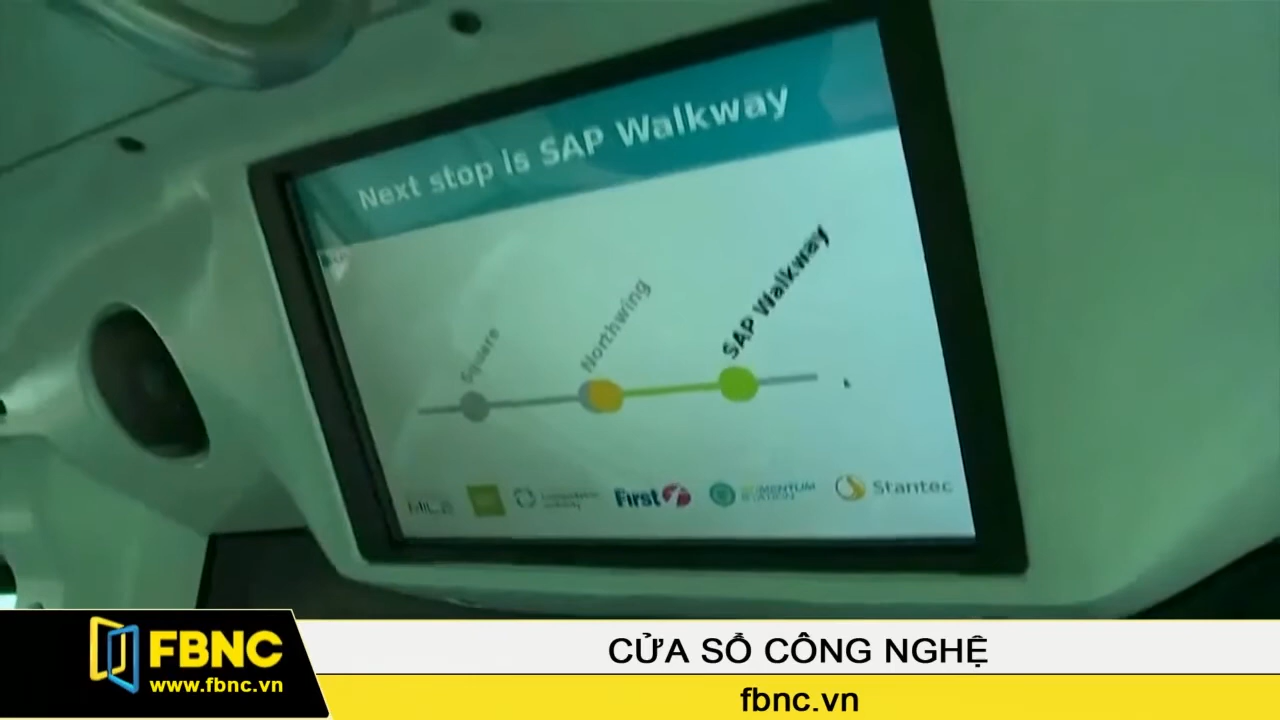 Next stop is SAP Walkway
Square
Northwing
SAP Walkway
First
MOMENTUM
Stantec
FBNC
www.fbnc.vn
CỬA SỔ CÔNG NGHỆ
fbnc.vn